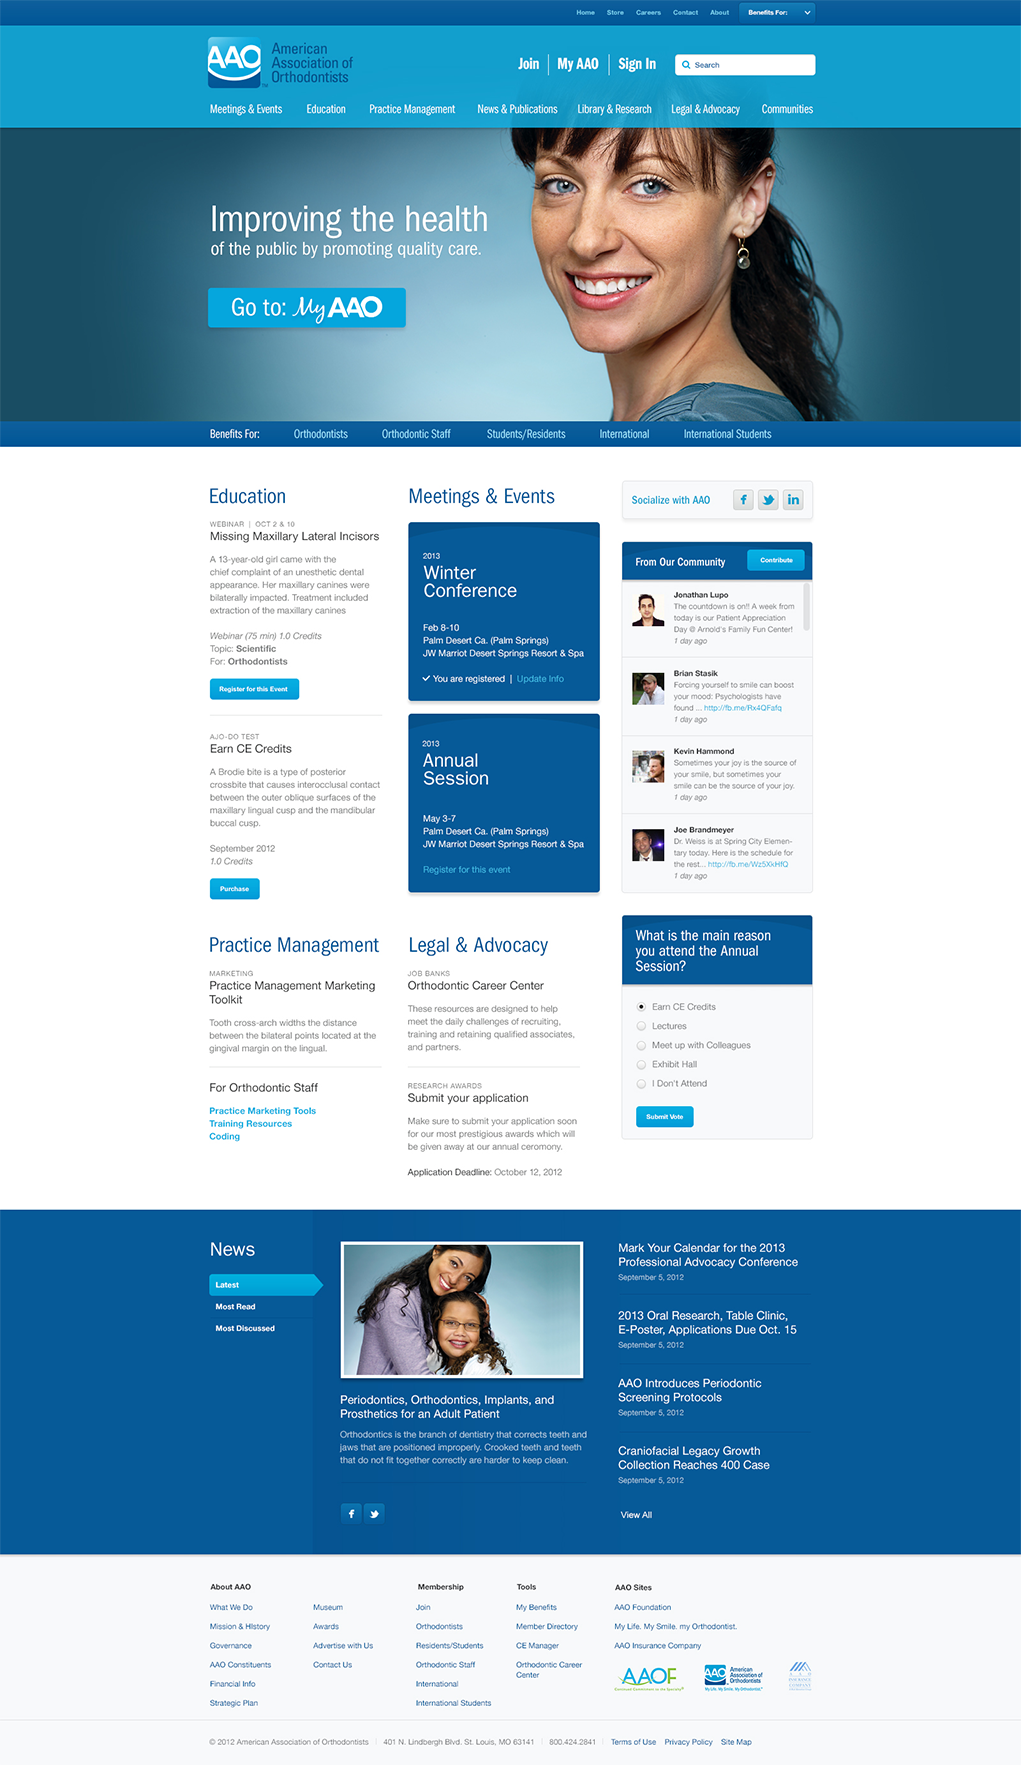 Home Store Careers Contact About Benefits For:
AAO
American
Association of
Orthodontists
Join My AAO Sign In Search
Meetings & Events Education Practice Management News & Publications Library & Research Legal & Advocacy Communities
Improving the health
of the public by promoting quality care.
Go to: My AAO
Benefits For: Orthodontists Orthodontic Staff Students/Residents International International Students
Education
WEBINAR | OCT 2 & 10
Missing Maxillary Lateral Incisors
A 13-year-old girl came with the
chief complaint of an unesthetic dental
appearance. Her maxillary canines were
bilaterally impacted. Treatment included
extraction of the maxillary canines
Webinar (75 min) 1.0 Credits
Topic: Scientific
For: Orthodontists
Register for this Event
AJO-DO TEST
Earn CE Credits
A Brodie bite is a type of posterior
crossbite that causes interocclusal contact
between the outer oblique surfaces of the
maxillary lingual cusp and the mandibular
buccal cusp.
September 2012
1.0 Credits
Purchase
Meetings & Events
2013
Winter
Conference
Feb 8-10
Palm Desert Ca. (Palm Springs)
JW Marriot Desert Springs Resort & Spa
You are registered | Update Info
2013
Annual
Session
May 3-7
Palm Desert Ca. (Palm Springs)
JW Marriot Desert Springs Resort & Spa
Register for this event
Socialize with AAO f in
From Our Community Contribute
Jonathan Lupo
The countdown is on!! A week from
today is our Patient Appreciation
Day @ Arnold's Family Fun Center!
1 day ago
Brian Stasik
Forcing yourself to smile can boost
your mood: Psychologists have
found ... http://fb.me/Rx4QFafq
1 day ago
Kevin Hammond
Sometimes your joy is the source of
your smile, but sometimes your
smile can be the source of your joy.
1 day ago
Joe Brandmeyer
Dr. Weiss is at Spring City Elemen-
tary today. Here is the schedule for
the rest... http://fb.me/Wz5XkHfQ
1 day ago
Practice Management
MARKETING
Practice Management Marketing
Toolkit
Tooth cross-arch widths the distance
between the bilateral points located at the
gingival margin on the lingual.
For Orthodontic Staff
Practice Marketing Tools
Training Resources
Coding
Legal & Advocacy
JOB BANKS
Orthodontic Career Center
These resources are designed to help
meet the daily challenges of recruiting,
training and retaining qualified associates,
and partners.
RESEARCH AWARDS
Submit your application
Make sure to submit your application soon
for our most prestigious awards which will
be given away at our annual ceromony.
Application Deadline: October 12, 2012
What is the main reason
you attend the Annual
Session?
Earn CE Credits
Lectures
Meet up with Colleagues
Exhibit Hall
I Don't Attend
Submit Vote
News
Latest
Most Read
Most Discussed
Periodontics, Orthodontics, Implants, and
Prosthetics for an Adult Patient
Orthodontics is the branch of dentistry that corrects teeth and
jaws that are positioned improperly. Crooked teeth and teeth
that do not fit together correctly are harder to keep clean.
f
Mark Your Calendar for the 2013
Professional Advocacy Conference
September 5, 2012
2013 Oral Research, Table Clinic,
E-Poster, Applications Due Oct. 15
September 5, 2012
AAO Introduces Periodontic
Screening Protocols
September 5, 2012
Craniofacial Legacy Growth
Collection Reaches 400 Case
September 5, 2012
View All
About AAO
What We Do
Mission & HIstory
Governance
AAO Constituents
Financial Info
Strategic Plan
Museum
Awards
Advertise with Us
Contact Us
Membership
Join
Orthodontists
Residents/Students
Orthodontic Staff
International
International Students
Tools
My Benefits
Member Directory
CE Manager
Orthodontic Career
Center
AAO Sites
AAO Foundation
My Life. My Smile. my Orthodontist.
AAO Insurance Company
AAOF
AAO
American
Association of
Orthodontists
My Life. My Smile. My Orthodontist.
© 2012 American Association of Orthodontists | 401 N. Lindbergh Blvd. St. Louis, MO 63141 | 800.424.2841 | Terms of Use Privacy Policy Site Map